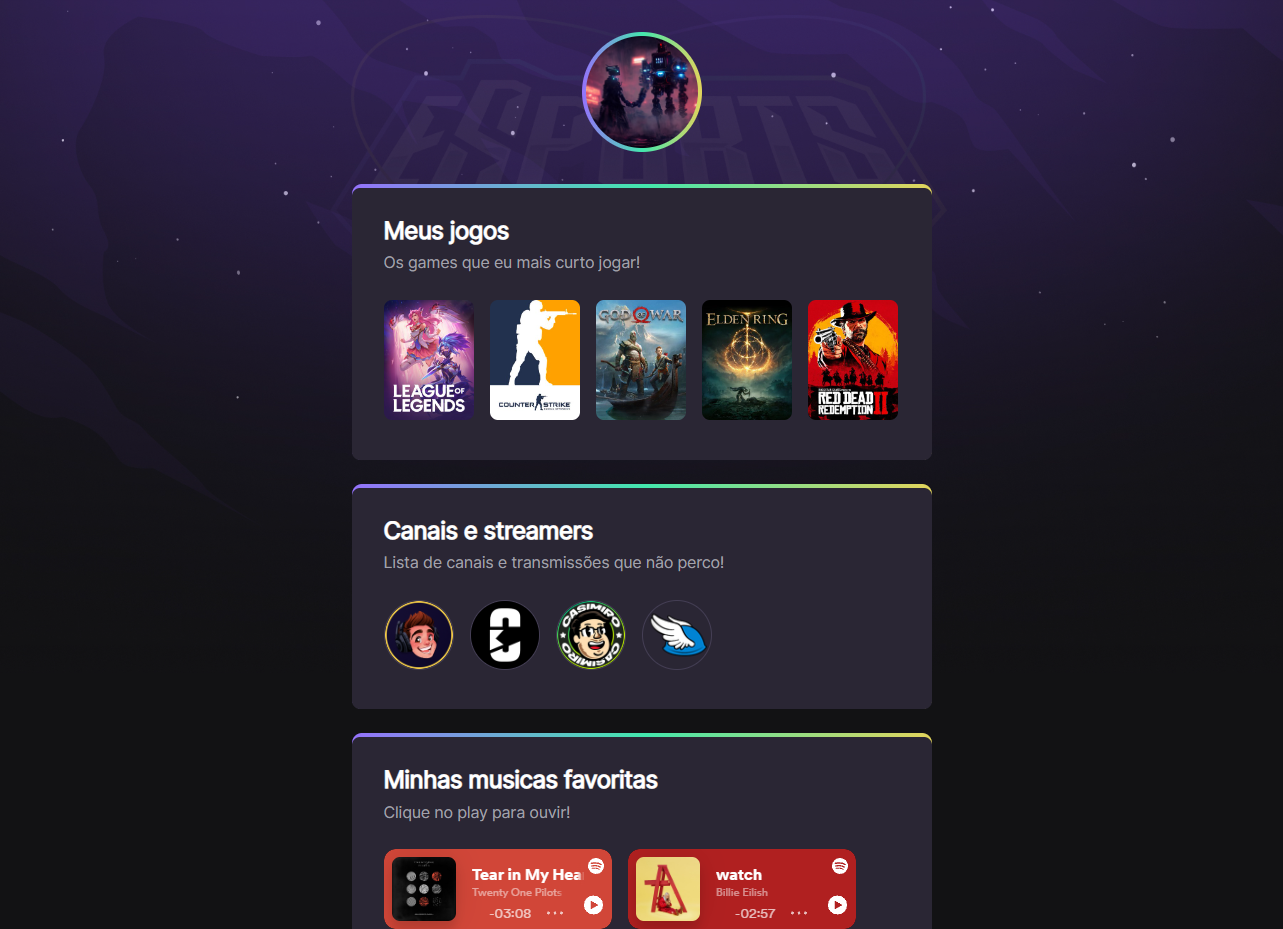 ESPORTS
Meus jogos
Os games que eu mais curto jogar!
LEAGUE OF
LEGENDS
COUNTER STRIKE
GOD OF WAR
ELDEN RING
RED DEAD
REDEMPTION II
Canais e streamers
Lista de canais e transmissões que não perco!
CASIMIRO
CASIMIRO
Minhas musicas favoritas
Clique no play para ouvir!
Tear in My Hea
Twenty One Pilots
-03:08
watch
Billie Eilish
-02:57